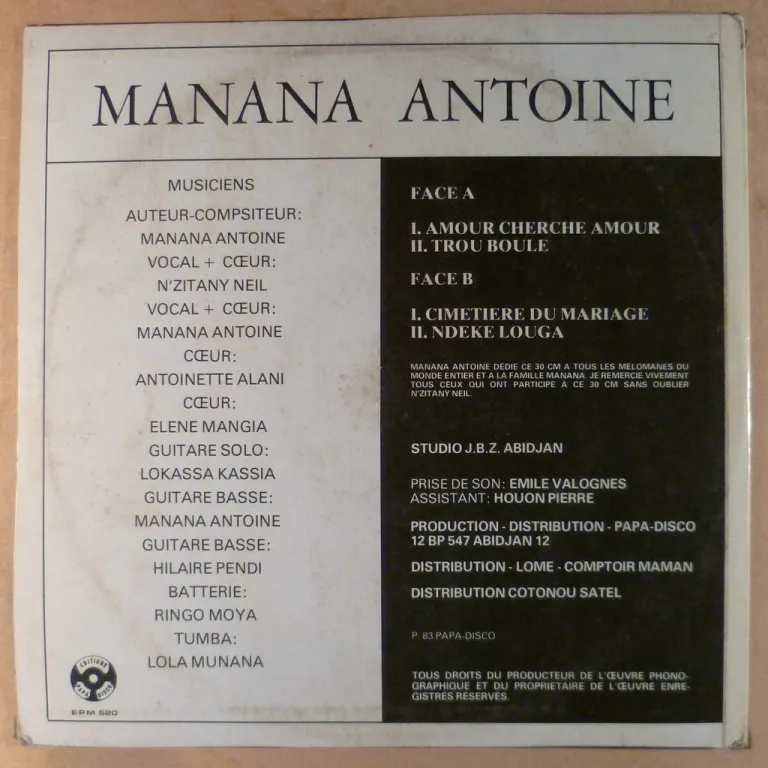 MANANA ANTOINE
MUSICIENS
AUTEUR-COMPSITEUR:
MANANA ANTOINE
VOCAL + CŒUR:
N'ZITANY NEIL
VOCAL + CŒUR:
MANANA ANTOINE
CŒUR:
ANTOINETTE ALANI
CŒUR:
ELENE MANGIA
GUITARE SOLO:
LOKASSA KASSIA
GUITARE BASSE:
MANANA ANTOINE
GUITARE BASSE:
HILAIRE PENDI
BATTERIE:
RINGO MOYA
TUMBA:
LOLA MUNANA
EDITIONS
PAPA DISCO
EPM 520
FACE A
I. AMOUR CHERCHE AMOUR
II. TROU BOULE
FACE B
I. CIMETIERE DU MARIAGE
II. NDEKE LOUGA
MANANA ANTOINE DÉDIE CE 30 CM A TOUS LES MELOMANES DU
MONDE ENTIER ET A LA FAMILLE MANANA. JE REMERCIE VIVEMENT
TOUS CEUX QUI ONT PARTICIPÉ À CE 30 CM SANS OUBLIER
N'ZITANY NEIL.
STUDIO J.B.Z. ABIDJAN
PRISE DE SON: EMILE VALOGNES
ASSISTANT: HOUON PIERRE
PRODUCTION - DISTRIBUTION - PAPA-DISCO
12 BP 547 ABIDJAN 12
DISTRIBUTION - LOME - COMPTOIR MAMAN
DISTRIBUTION COTONOU SATEL
P. 83 PAPA-DISCO
TOUS DROITS DU PRODUCTEUR DE L'ŒUVRE PHONO-
GRAPHIQUE ET DU PROPRIETAIRE DE L'ŒUVRE ENRE-
GISTRES RESERVES.